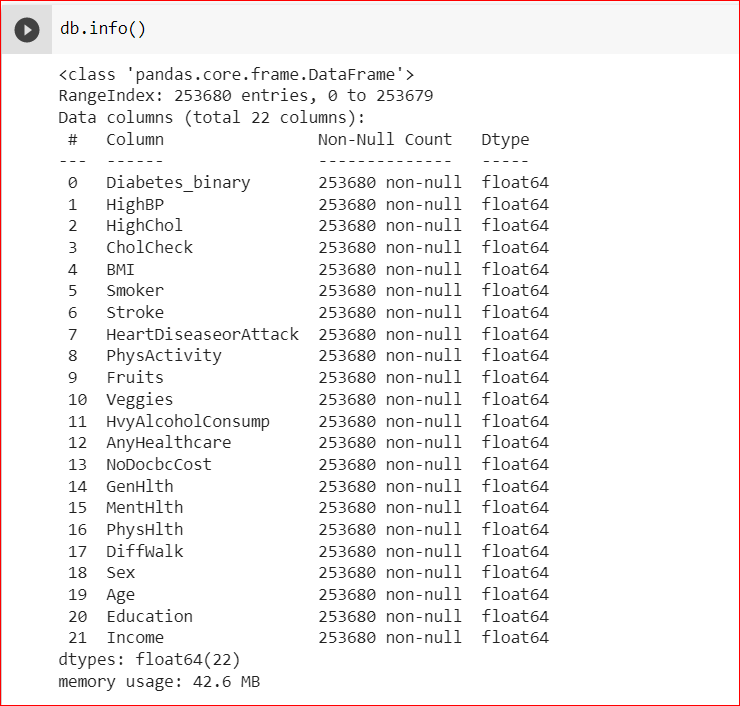 db.info()
<class 'pandas.core.frame.DataFrame'>
RangeIndex: 253680 entries, 0 to 253679
Data columns (total 22 columns):
 #   Column                Non-Null Count   Dtype
---  ------                --------------   -----
 0   Diabetes_binary       253680 non-null  float64
 1   HighBP                253680 non-null  float64
 2   HighChol              253680 non-null  float64
 3   CholCheck             253680 non-null  float64
 4   BMI                   253680 non-null  float64
 5   Smoker                253680 non-null  float64
 6   Stroke                253680 non-null  float64
 7   HeartDiseaseorAttack  253680 non-null  float64
 8   PhysActivity          253680 non-null  float64
 9   Fruits                253680 non-null  float64
 10  Veggies               253680 non-null  float64
 11  HvyAlcoholConsump     253680 non-null  float64
 12  AnyHealthcare         253680 non-null  float64
 13  NoDocbcCost           253680 non-null  float64
 14  GenHlth               253680 non-null  float64
 15  MentHlth              253680 non-null  float64
 16  PhysHlth              253680 non-null  float64
 17  DiffWalk              253680 non-null  float64
 18  Sex                   253680 non-null  float64
 19  Age                   253680 non-null  float64
 20  Education             253680 non-null  float64
 21  Income                253680 non-null  float64
dtypes: float64(22)
memory usage: 42.6 MB